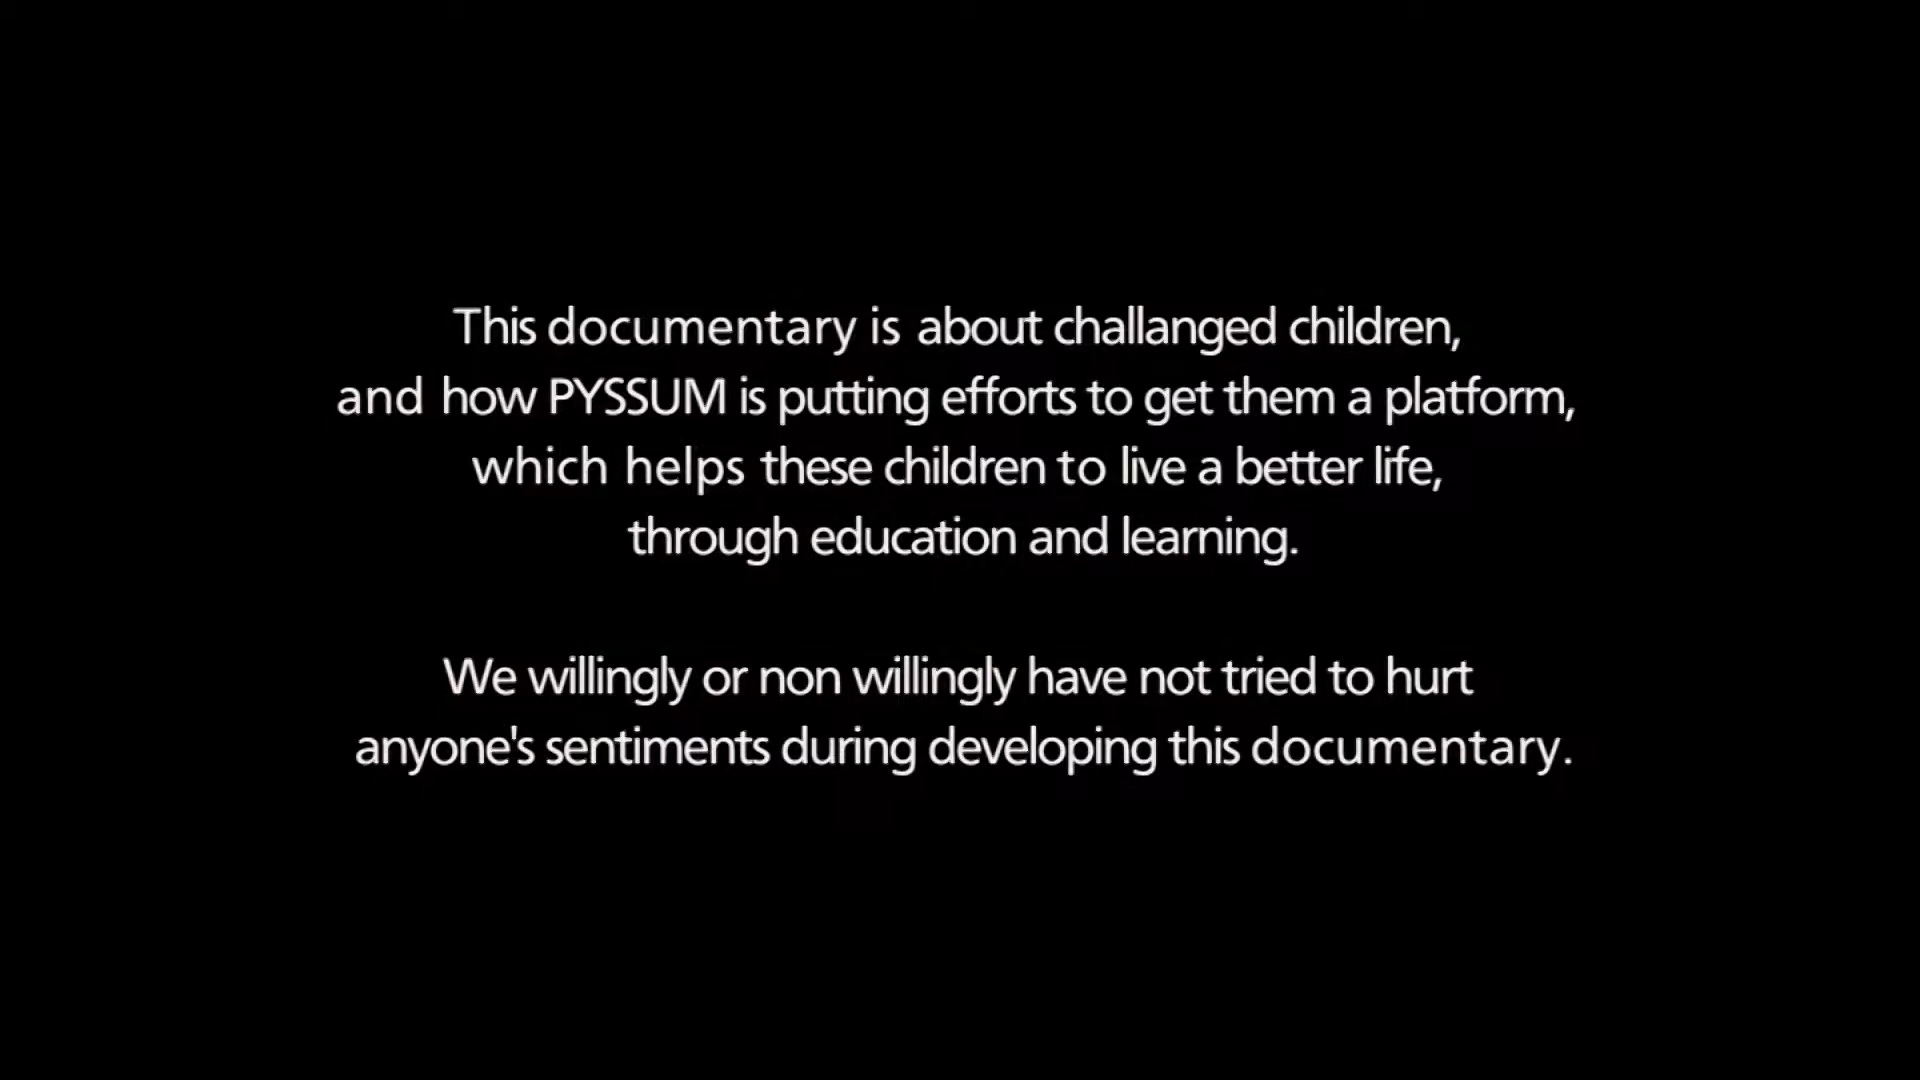 This documentary is about challanged children,
and how PYSSUM is putting efforts to get them a platform,
which helps these children to live a better life,
through education and learning.
We willingly or non willingly have not tried to hurt
anyone's sentiments during developing this documentary.